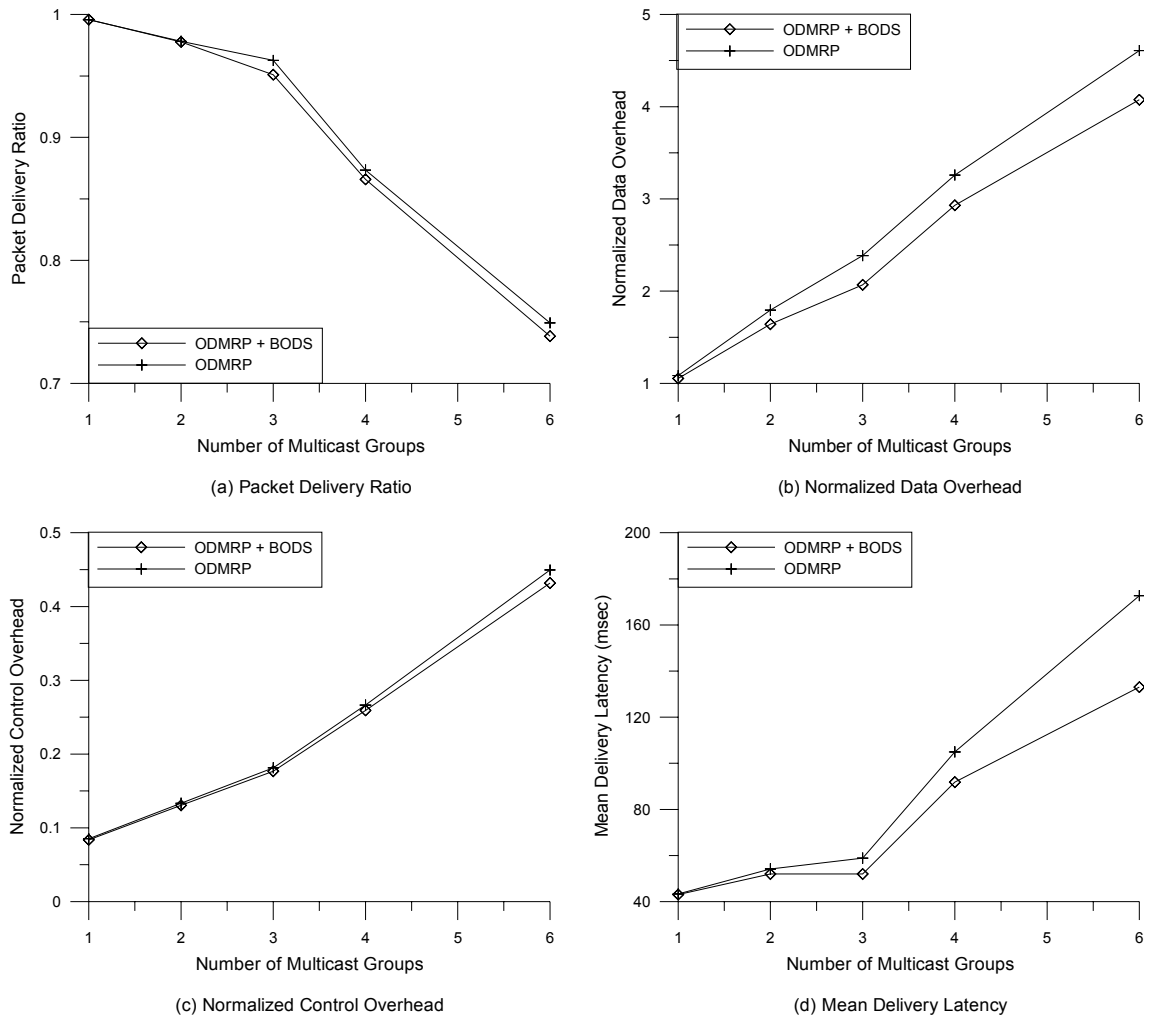 1
0.9
0.8
0.7
Packet Delivery Ratio
ODMRP + BODS
ODMRP
1 2 3 4 5 6
Number of Multicast Groups
(a) Packet Delivery Ratio
5
4
3
2
1
Normalized Data Overhead
ODMRP + BODS
ODMRP
1 2 3 4 5 6
Number of Multicast Groups
(b) Normalized Data Overhead
0.5
0.4
0.3
0.2
0.1
0
Normalized Control Overhead
ODMRP + BODS
ODMRP
1 2 3 4 5 6
Number of Multicast Groups
(c) Normalized Control Overhead
200
160
120
80
40
Mean Delivery Latency (msec)
ODMRP + BODS
ODMRP
1 2 3 4 5 6
Number of Multicast Groups
(d) Mean Delivery Latency